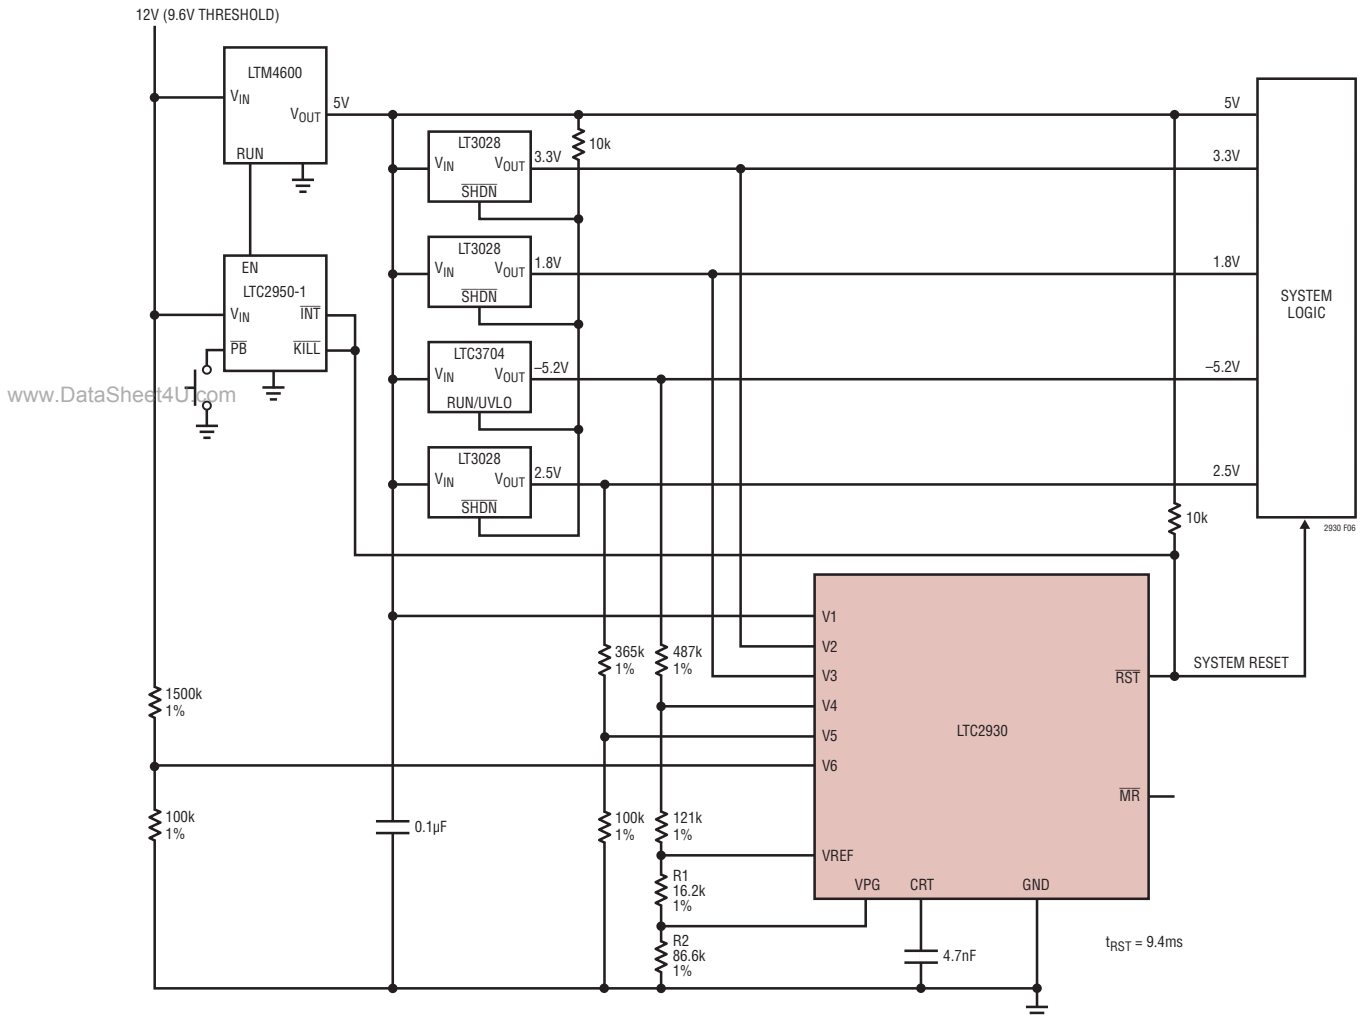 12V (9.6V THRESHOLD)
LTM4600
VIN
VOUT
RUN
5V
5V
LT3028
VIN
VOUT
SHDN
3.3V
10k
3.3V
LT3028
VIN
VOUT
SHDN
1.8V
1.8V
EN
LTC2950-1
VIN
INT
PB
KILL
LTC3704
VIN
VOUT
RUN/UVLO
–5.2V
–5.2V
SYSTEM
LOGIC
www.DataSheet4U.com
LT3028
VIN
VOUT
SHDN
2.5V
2.5V
10k
2930 F06
V1
V2
V3
V4
V5
V6
VREF
VPG
CRT
GND
LTC2930
RST
MR
SYSTEM RESET
365k
1%
487k
1%
1500k
1%
100k
1%
0.1µF
100k
1%
121k
1%
R1
16.2k
1%
R2
86.6k
1%
4.7nF
tRST = 9.4ms